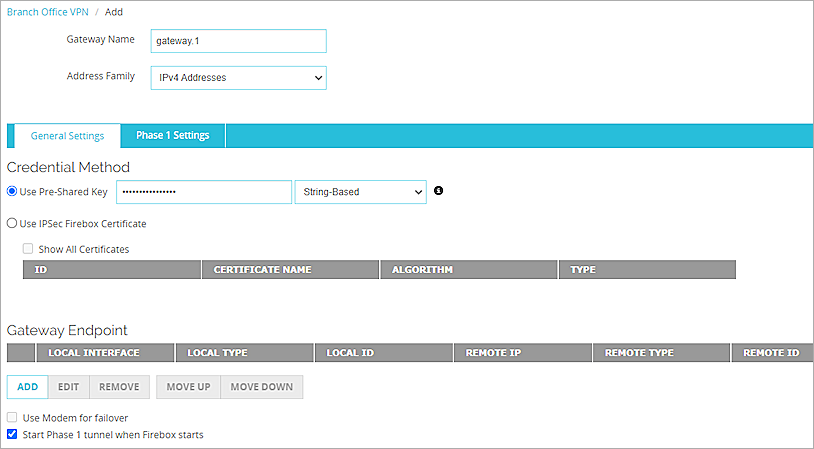 Branch Office VPN / Add
Gateway Name gateway.1
Address Family IPv4 Addresses
General Settings Phase 1 Settings
Credential Method
Use Pre-Shared Key •••••••••••••••• String-Based
Use IPSec Firebox Certificate
Show All Certificates
ID CERTIFICATE NAME ALGORITHM TYPE
Gateway Endpoint
LOCAL INTERFACE LOCAL TYPE LOCAL ID REMOTE IP REMOTE TYPE REMOTE ID
ADD EDIT REMOVE MOVE UP MOVE DOWN
Use Modem for failover
Start Phase 1 tunnel when Firebox starts